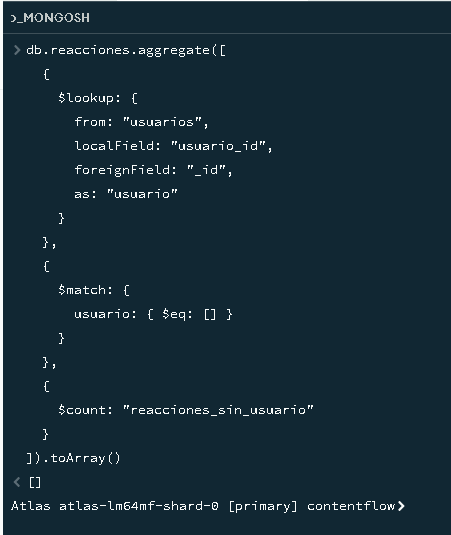 >_MONGOSH
> db.reacciones.aggregate([
{
$lookup: {
from: "usuarios",
localField: "usuario_id",
foreignField: "_id",
as: "usuario"
}
},
{
$match: {
usuario: { $eq: [] }
}
},
{
$count: "reacciones_sin_usuario"
}
]).toArray()
< []
Atlas atlas-lm64mf-shard-0 [primary] contentflow>